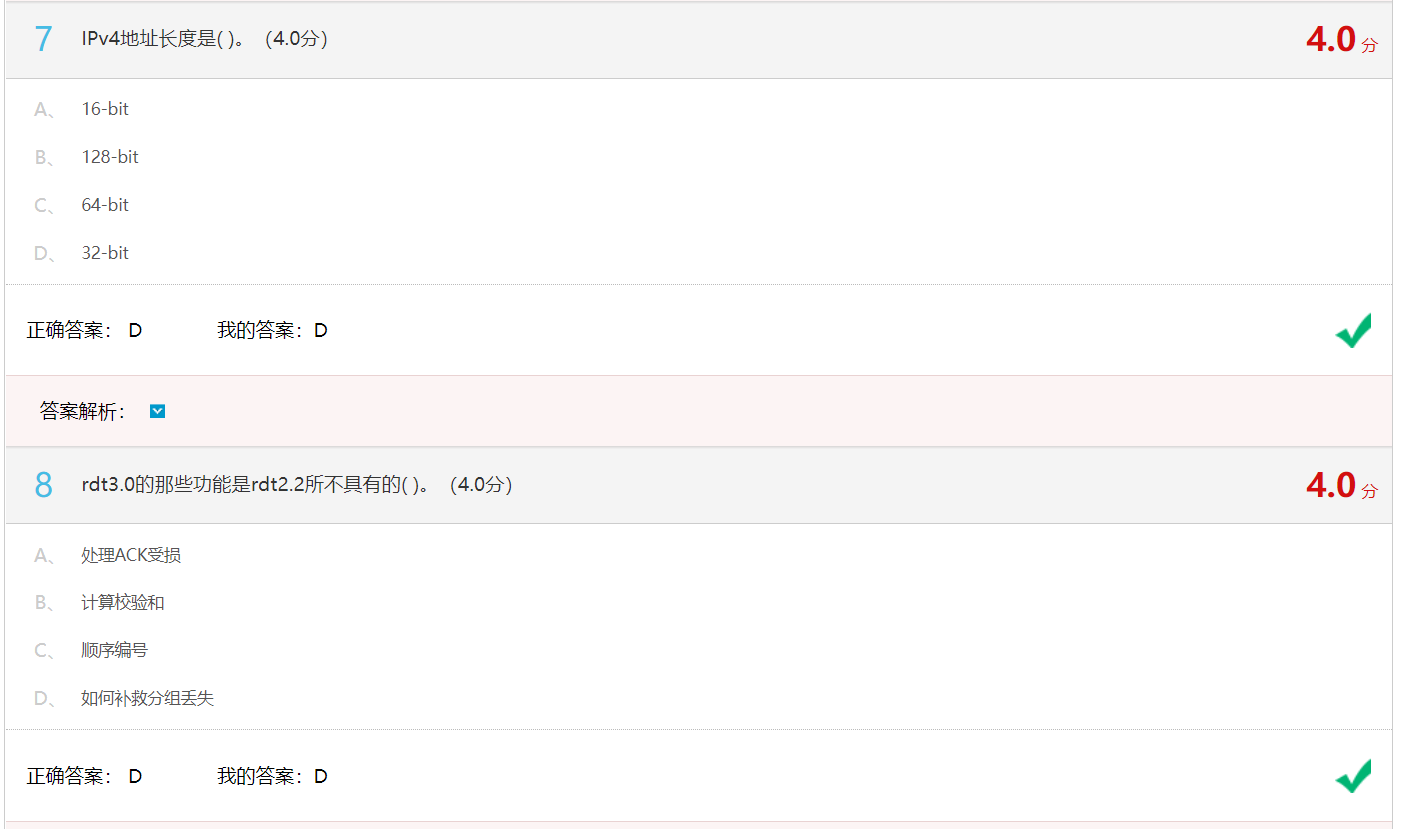 7 IPv4地址长度是( )。（4.0分） 4.0 分
A、 16-bit
B、 128-bit
C、 64-bit
D、 32-bit
正确答案： D 我的答案：D
答案解析：
8 rdt3.0的那些功能是rdt2.2所不具有的( )。（4.0分） 4.0 分
A、 处理ACK受损
B、 计算校验和
C、 顺序编号
D、 如何补救分组丢失
正确答案： D 我的答案：D